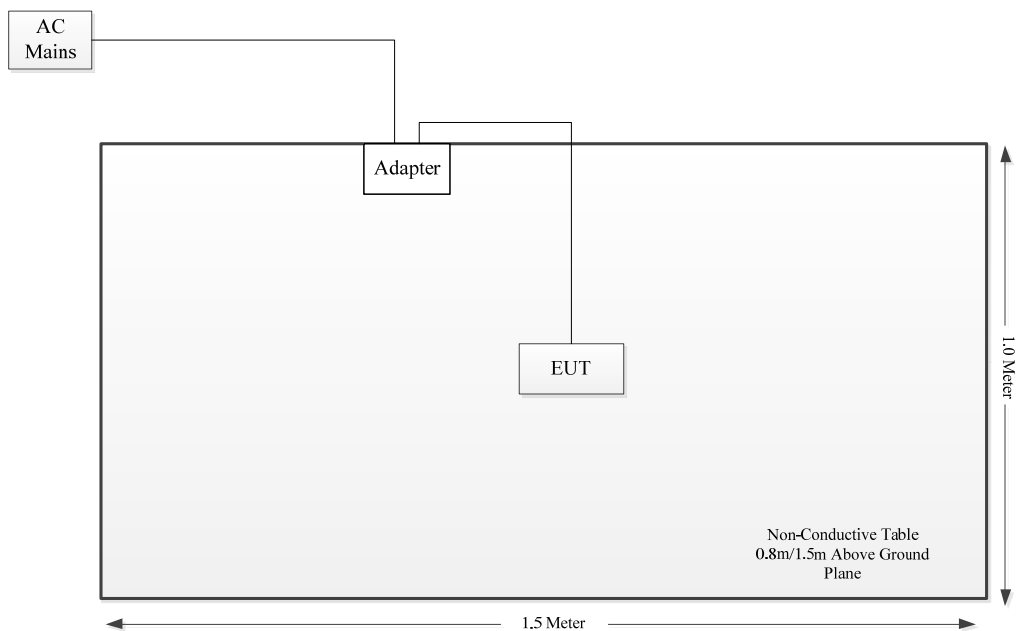 AC
Mains
Adapter
EUT
1.0 Meter
Non-Conductive Table
0.8m/1.5m Above Ground
Plane
1.5 Meter